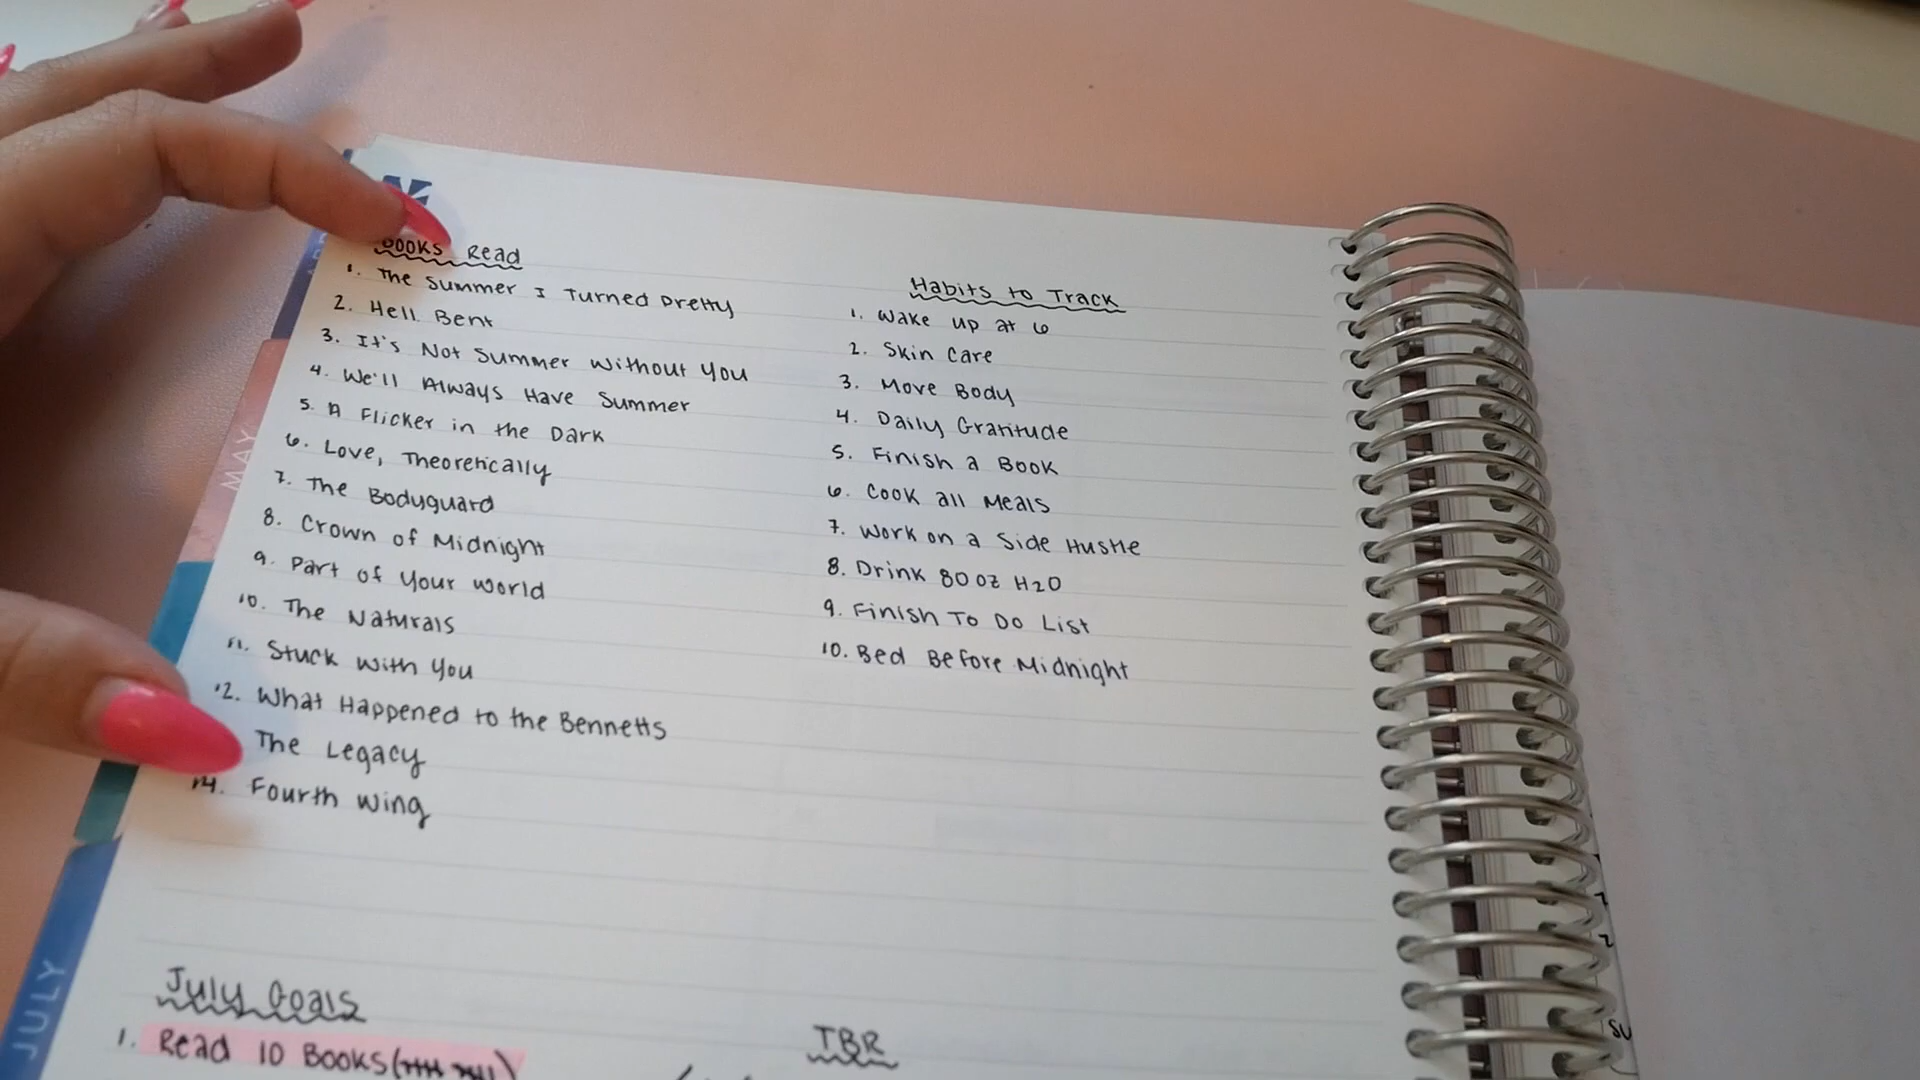 Books Read
1. The Summer I Turned Pretty
2. Hell Bent
3. It's Not Summer Without You
4. We'll Always Have Summer
5. A Flicker in the Dark
6. Love, Theoretically
7. The Bodyguard
8. Crown of Midnight
9. Part of Your World
10. The Naturals
11. Stuck With You
12. What Happened to the Bennetts
The Legacy
14. Fourth Wing
Habits to Track
1. Wake up at 6
2. Skin Care
3. Move Body
4. Daily Gratitude
5. Finish a Book
6. Cook all Meals
7. Work on a Side Hustle
8. Drink 80 oz H2O
9. Finish To Do List
10. Bed Before Midnight
July Goals
1. Read 10 Books
TBR
MAY
JULY